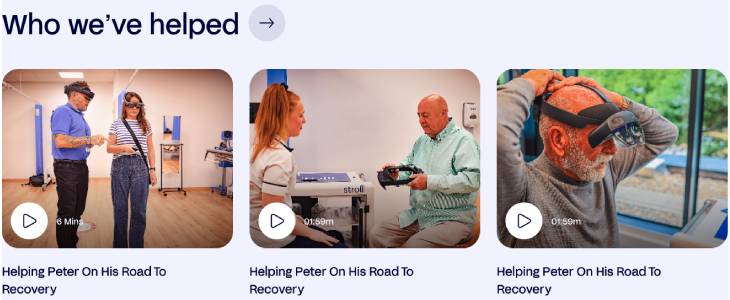 Who we've helped
6 Mins
stroll
01:59m
01:59m
Helping Peter On His Road To
Recovery
Helping Peter On His Road To
Recovery
Helping Peter On His Road To
Recovery